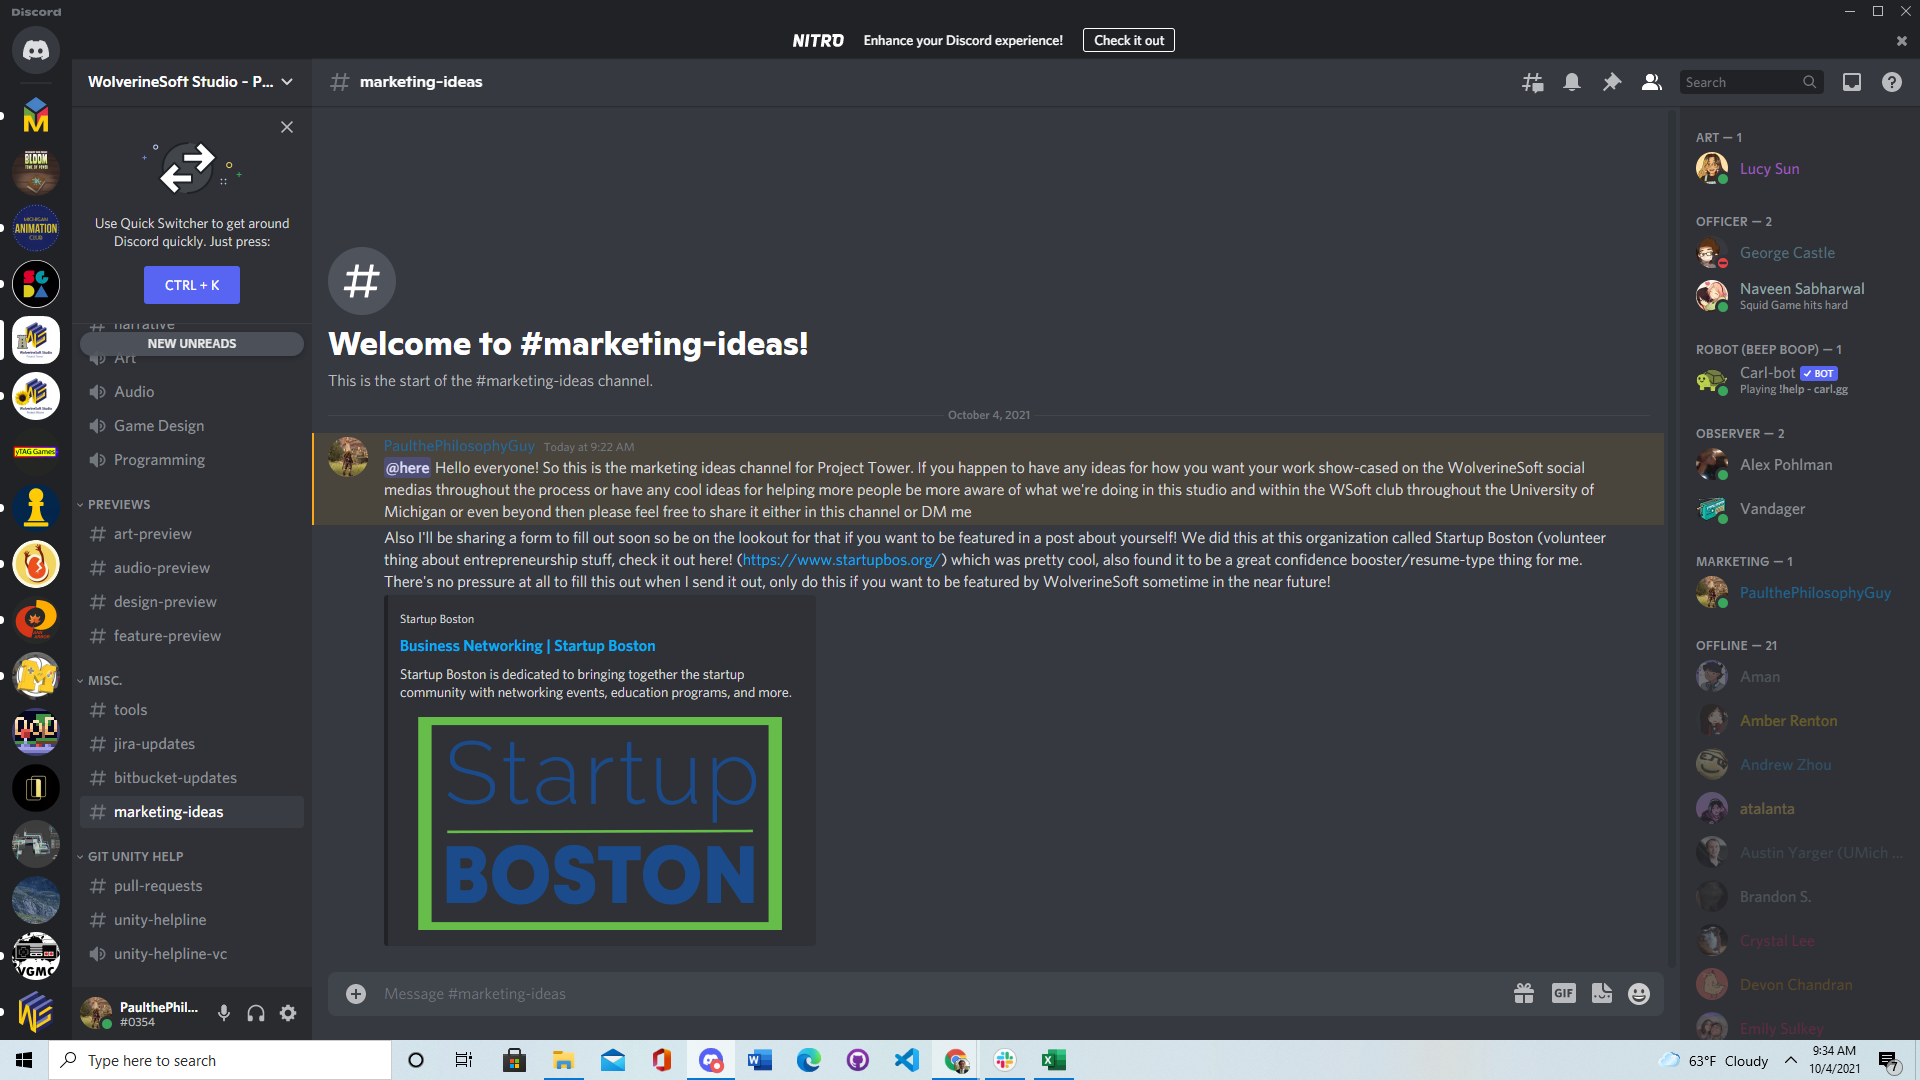 Discord
NITRO Enhance your Discord experience! Check it out
WolverineSoft Studio - P...
marketing-ideas
Search
Use Quick Switcher to get around
Discord quickly. Just press:
CTRL + K
narrative
NEW UNREADS
Art
Audio
Game Design
Programming
PREVIEWS
art-preview
audio-preview
design-preview
feature-preview
MISC.
tools
jira-updates
bitbucket-updates
marketing-ideas
GIT UNITY HELP
pull-requests
unity-helpline
unity-helpline-vc
PaulthePhil...
#0354
BLOOM
MICHIGAN
ANIMATION
CLUB
yTAG Games
VGMC
Welcome to #marketing-ideas!
This is the start of the #marketing-ideas channel.
October 4, 2021
PaulthePhilosophyGuy Today at 9:22 AM
@here Hello everyone! So this is the marketing ideas channel for Project Tower. If you happen to have any ideas for how you want your work show-cased on the WolverineSoft social
medias throughout the process or have any cool ideas for helping more people be more aware of what we're doing in this studio and within the WSoft club throughout the University of
Michigan or even beyond then please feel free to share it either in this channel or DM me
Also I'll be sharing a form to fill out soon so be on the lookout for that if you want to be featured in a post about yourself! We did this at this organization called Startup Boston (volunteer
thing about entrepreneurship stuff, check it out here! (https://www.startupbos.org/) which was pretty cool, also found it to be a great confidence booster/resume-type thing for me.
There's no pressure at all to fill this out when I send it out, only do this if you want to be featured by WolverineSoft sometime in the near future!
Startup Boston
Business Networking | Startup Boston
Startup Boston is dedicated to bringing together the startup
community with networking events, education programs, and more.
Startup
BOSTON
Message #marketing-ideas
GIF
ART — 1
Lucy Sun
OFFICER — 2
George Castle
Naveen Sabharwal
Squid Game hits hard
ROBOT (BEEP BOOP) — 1
Carl-bot BOT
Playing !help - carl.gg
OBSERVER — 2
Alex Pohlman
Vandager
MARKETING — 1
PaulthePhilosophyGuy
OFFLINE — 21
Aman
Amber Renton
Andrew Zhou
atalanta
Austin Yarger (UMich ...
Brandon S.
Crystal Lee
Devon Chandran
Emily Sulkey
Type here to search
63°F Cloudy
9:34 AM
10/4/2021
7